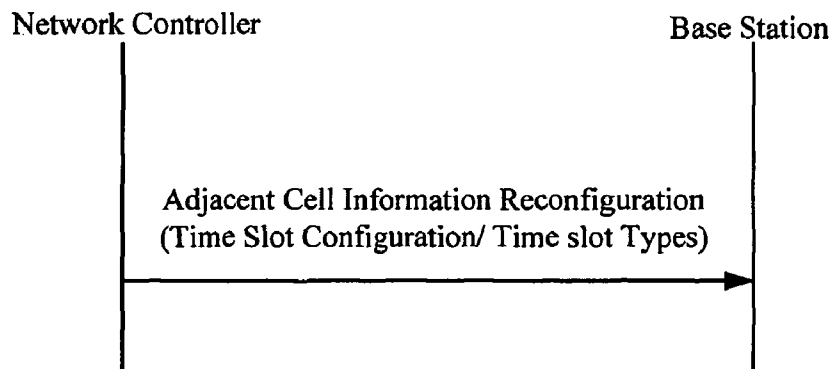 Network Controller
Base Station
Adjacent Cell Information Reconfiguration
(Time Slot Configuration/ Time slot Types)